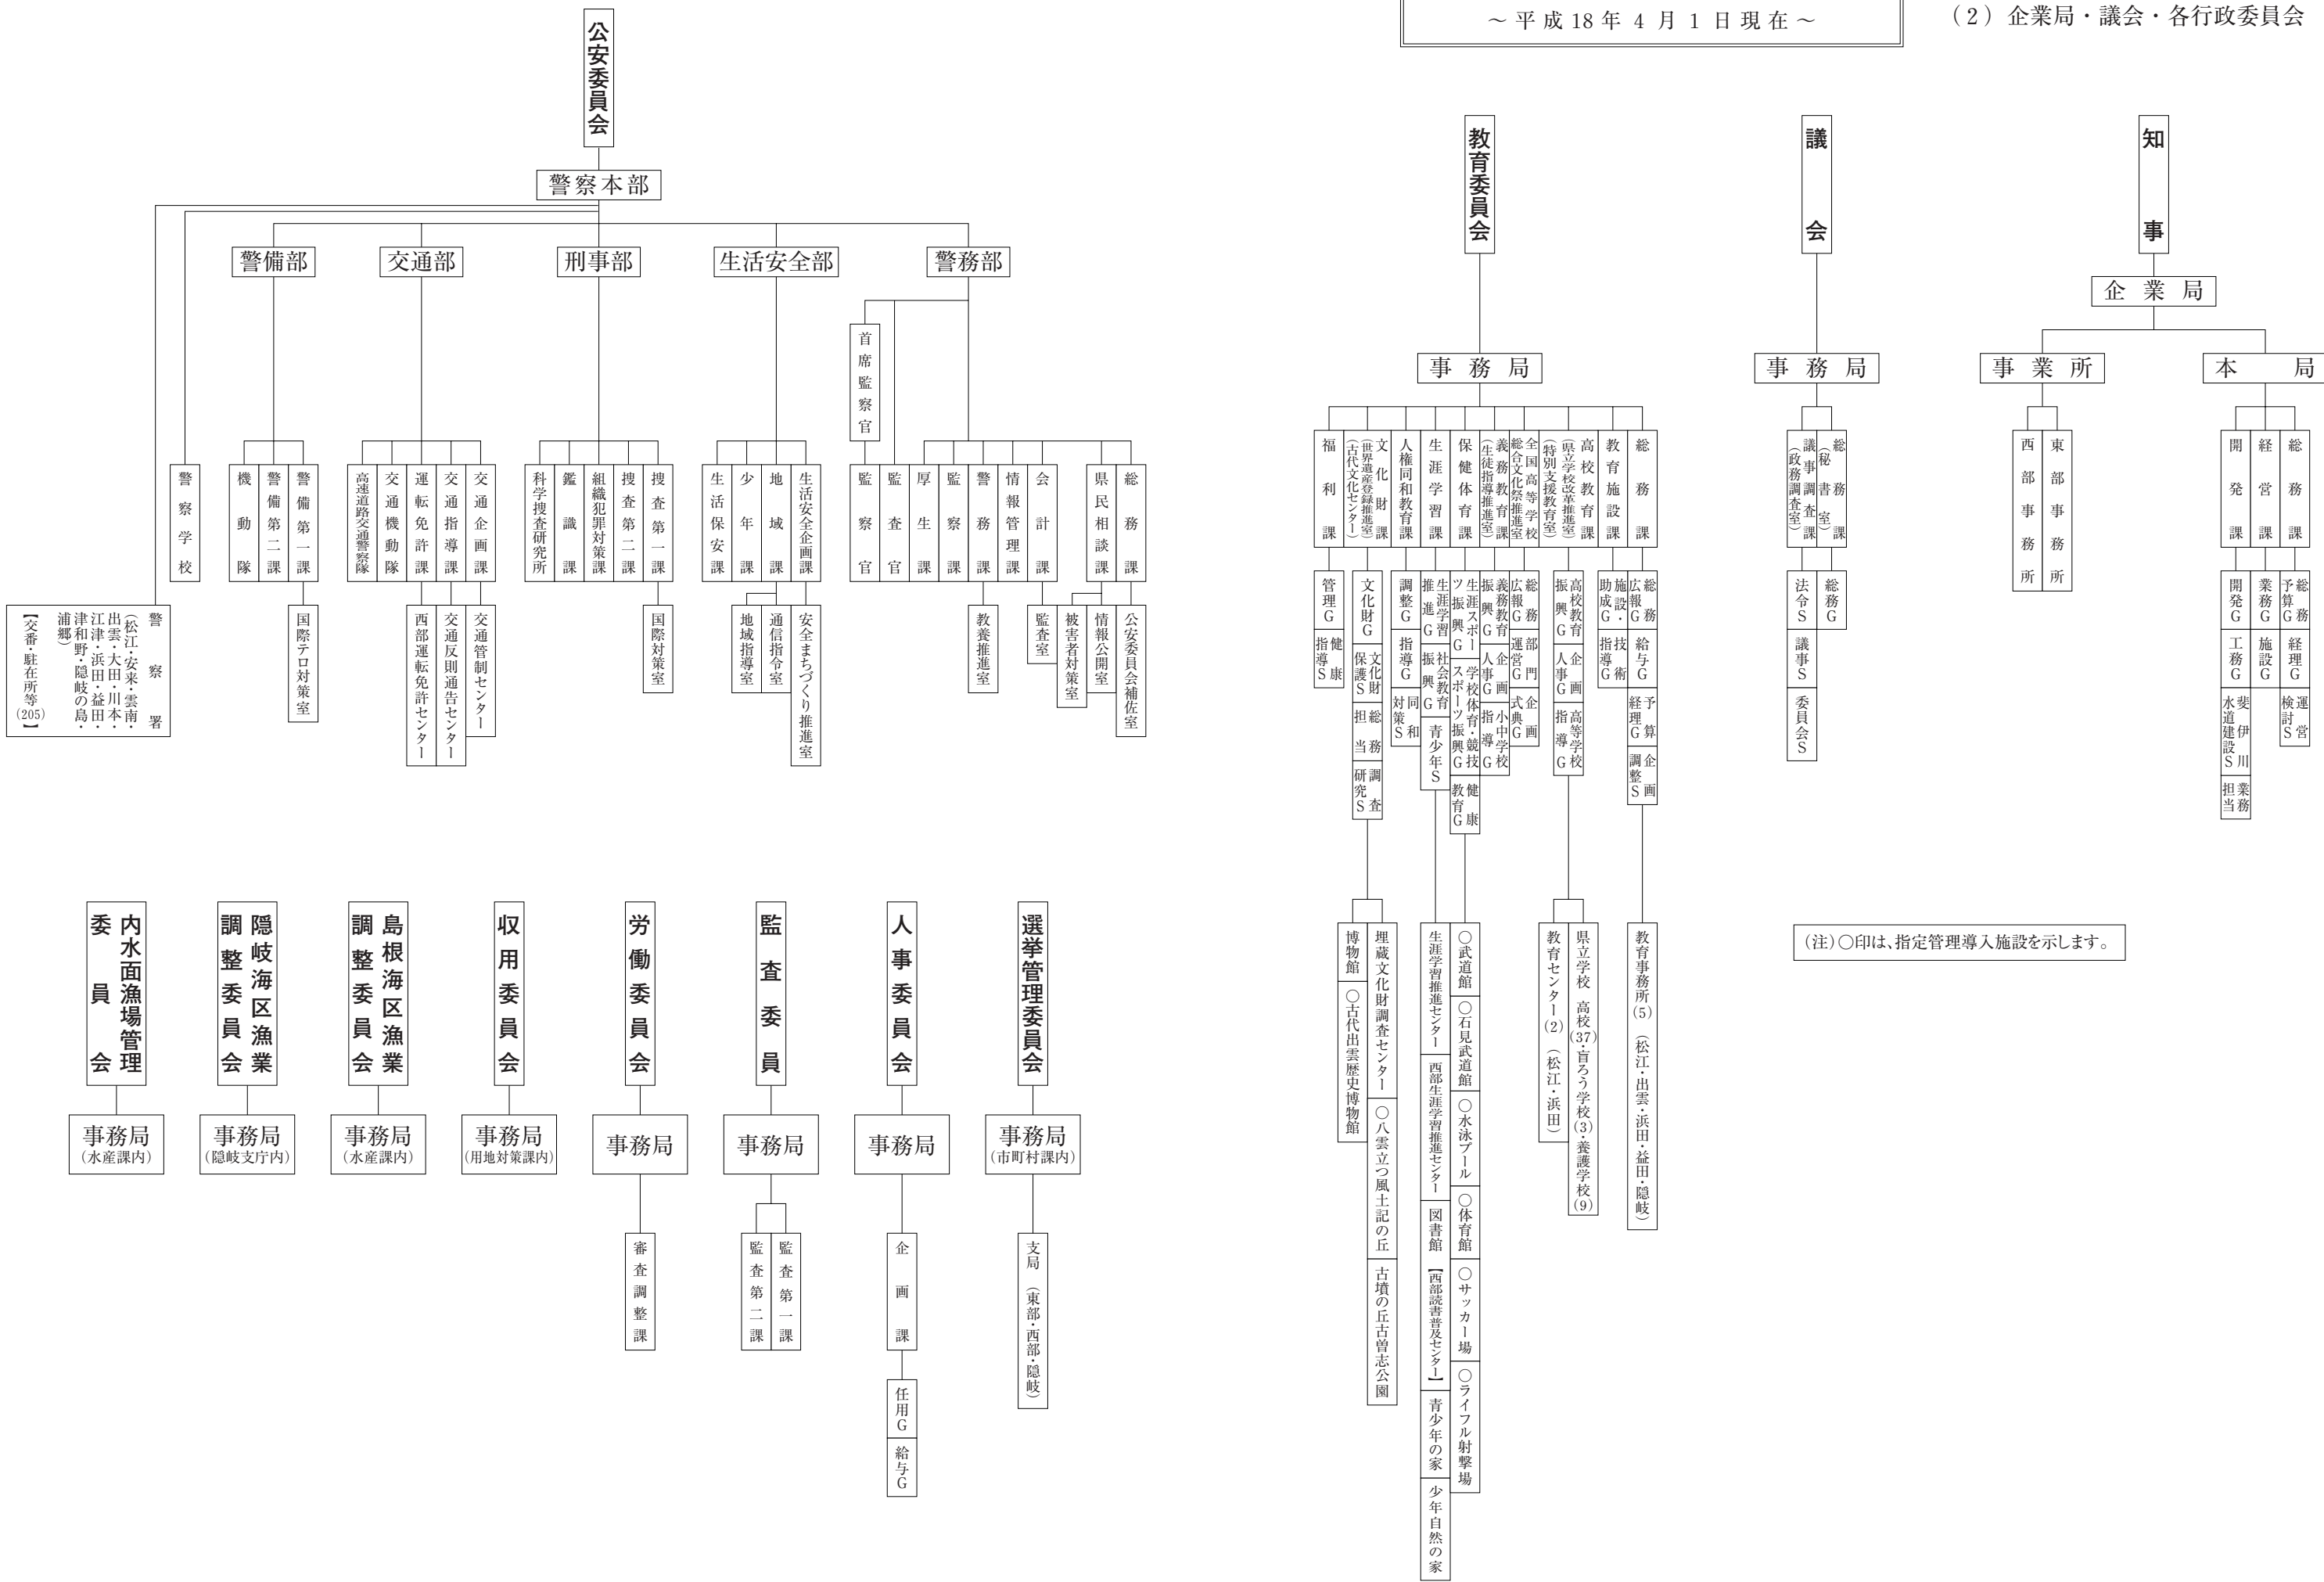 ～平成18年4月1日現在～
（2）企業局・議会・各行政委員会
知事
企業局
本局
総務課
総務予算G
経理G
運営検討S
経営課
業務G
施設G
開発課
開発G
工務G
斐伊川水道建設S
業務担当
事業所
東部事務所
西部事務所
議会
事務局
総務課
（秘書室）
総務G
議事調査課
（政務調査室）
法令S
議事S
委員会S
教育委員会
事務局
総務課
総務広報G
給与G
予算経理G
企画調整S
教育事務所(5)（松江・出雲・浜田・益田・隠岐）
教育施設課
施設・助成G
技術指導G
高校教育課
（県立学校改革推進室）
（特別支援教育室）
高校教育振興G
企画人事G
高等学校指導G
県立学校　高校(37)・盲ろう学校(3)・養護学校(9)
教育センター(2)（松江・浜田）
全国高等学校
総合文化祭推進室
総務広報G
部門運営G
企画式典G
義務教育課
（生徒指導推進室）
義務教育振興G
企画人事G
小中学校指導G
保健体育課
生涯スポーツ振興G
学校体育・競技スポーツ振興G
健康教育G
〇武道館
〇石見武道館
〇水泳プール
〇体育館
〇サッカー場
〇ライフル射撃場
生涯学習課
生涯学習推進G
社会教育振興G
青少年S
生涯学習推進センター
西部生涯学習推進センター
図書館　【西部読書普及センター】
青少年の家
少年自然の家
人権同和教育課
調整G
指導G
同和対策S
文化財課
（世界遺産登録推進室）
（古代文化センター）
文化財G
文化財保護S
総務担当
調査研究S
埋蔵文化財調査センター
〇八雲立つ風土記の丘
古墳の丘古曽志公園
博物館
〇古代出雲歴史博物館
福利課
管理G
健康指導S
（注）〇印は、指定管理導入施設を示します。
公安委員会
警察本部
警務部
総務課
公安委員会補佐室
県民相談課
情報公開室
被害者対策室
会計課
監査室
情報管理課
警務課
教養推進室
監察課
厚生課
監査官
首席監察官
監察官
生活安全部
生活安全企画課
安全まちづくり推進室
地域課
通信指令室
地域指導室
少年課
生活保安課
刑事部
捜査第一課
国際対策室
捜査第二課
組織犯罪対策課
鑑識課
科学捜査研究所
交通部
交通企画課
交通管制センター
交通指導課
交通反則通告センター
運転免許課
西部運転免許センター
交通機動隊
高速道路交通警察隊
警備部
警備第一課
国際テロ対策室
警備第二課
機動隊
警察学校
警察署
（松江・安来・雲南・
出雲・大田・川本・
江津・浜田・益田・
津和野・隠岐の島・
浦郷）
【交番・駐在所等(205)】
選挙管理委員会
事務局
（市町村課内）
支局（東部・西部・隠岐）
人事委員会
事務局
企画課
任用G
給与G
監査委員
事務局
監査第一課
監査第二課
労働委員会
事務局
審査調整課
収用委員会
事務局
（用地対策課内）
島根海区漁業
調整委員会
事務局
（水産課内）
隠岐海区漁業
調整委員会
事務局
（隠岐支庁内）
内水面漁場管理
委員会
事務局
（水産課内）